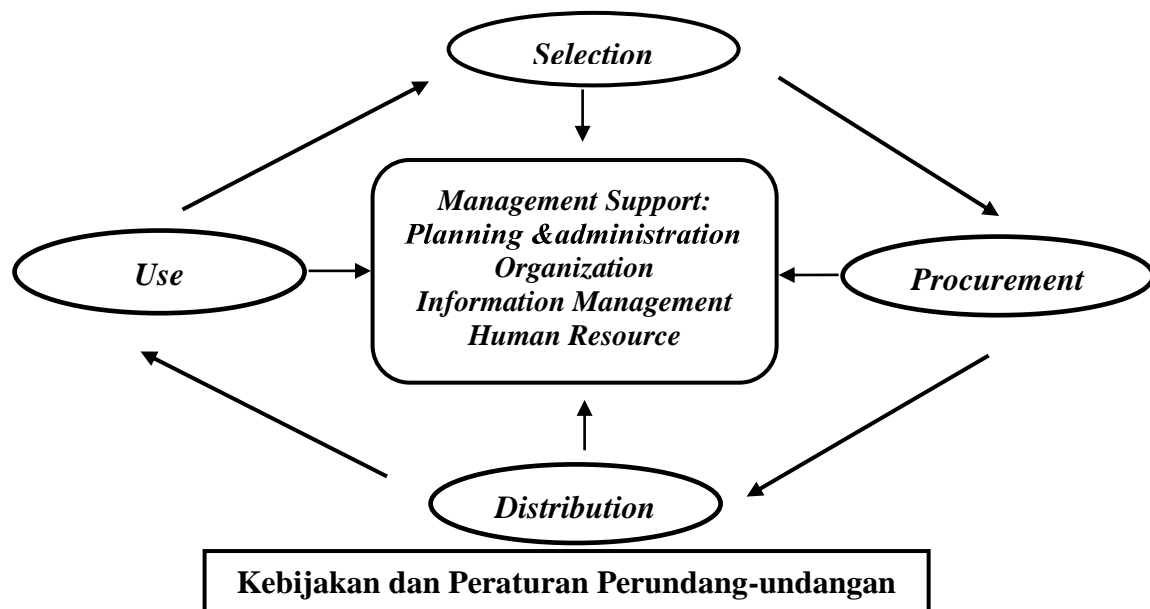 Selection
Management Support:
Planning &administration
Organization
Information Management
Human Resource
Use
Procurement
Distribution
Kebijakan dan Peraturan Perundang-undangan